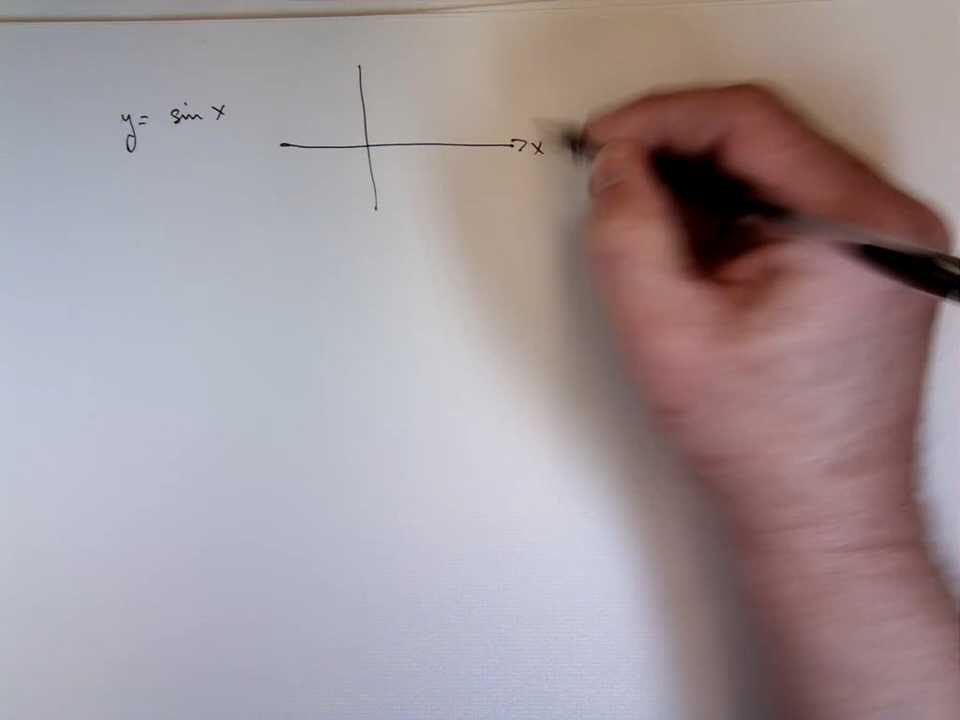 y = sin x
x